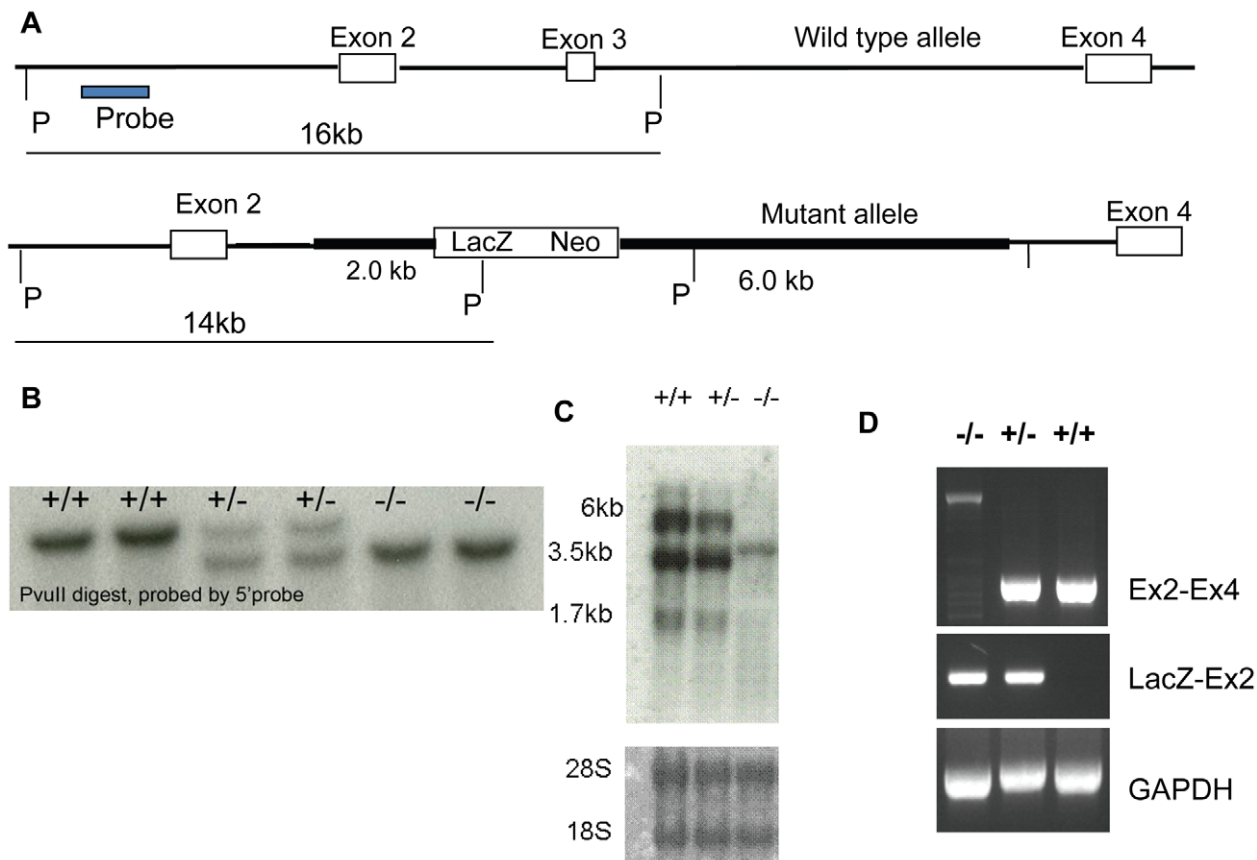 A
Exon 2 Exon 3 Wild type allele Exon 4
P Probe P
16kb
Exon 2 Mutant allele Exon 4
LacZ Neo
P 2.0 kb P P 6.0 kb
14kb
B
+/+ +/+ +/- +/- -/- -/-
PvuII digest, probed by 5'probe
C
+/+ +/- -/-
6kb
3.5kb
1.7kb
28S
18S
D
-/- +/- +/+
Ex2-Ex4
LacZ-Ex2
GAPDH